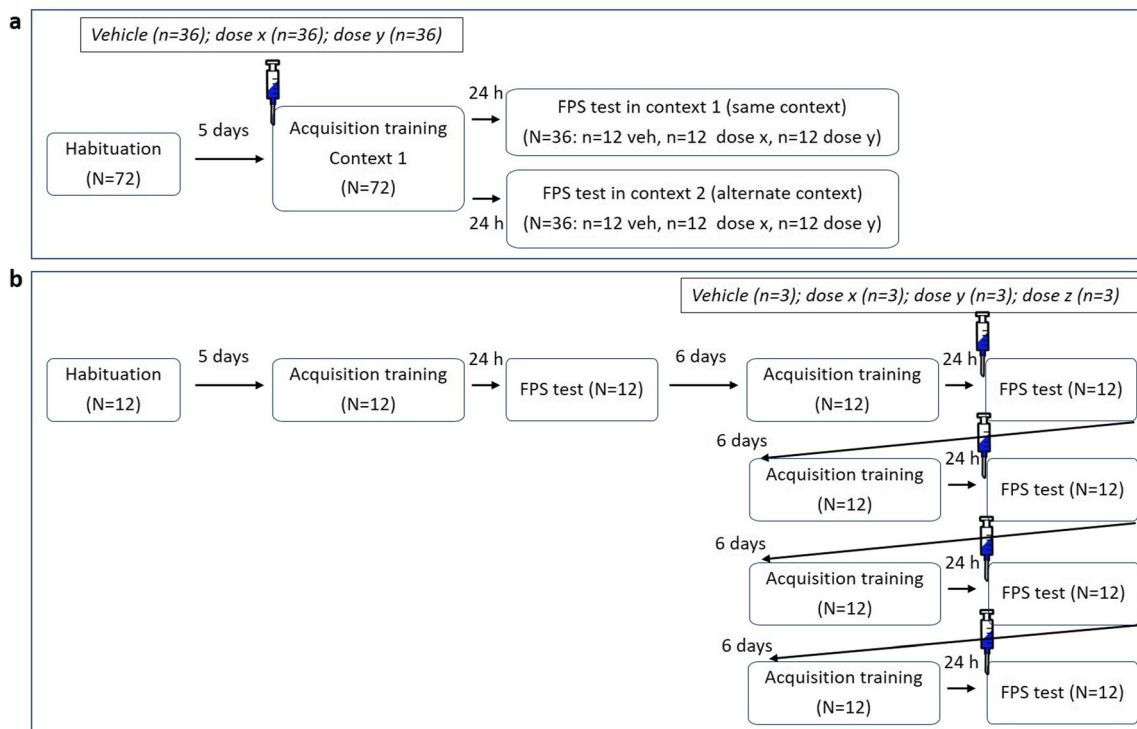 a
Vehicle (n=36); dose x (n=36); dose y (n=36)
Habituation
(N=72)
5 days
Acquisition training
Context 1
(N=72)
24 h
FPS test in context 1 (same context)
(N=36: n=12 veh, n=12 dose x, n=12 dose y)
24 h
FPS test in context 2 (alternate context)
(N=36: n=12 veh, n=12 dose x, n=12 dose y)
b
Vehicle (n=3); dose x (n=3); dose y (n=3); dose z (n=3)
Habituation
(N=12)
5 days
Acquisition training
(N=12)
24 h
FPS test (N=12)
6 days
Acquisition training
(N=12)
24 h
FPS test (N=12)
6 days
Acquisition training
(N=12)
24 h
FPS test (N=12)
6 days
Acquisition training
(N=12)
24 h
FPS test (N=12)
6 days
Acquisition training
(N=12)
24 h
FPS test (N=12)